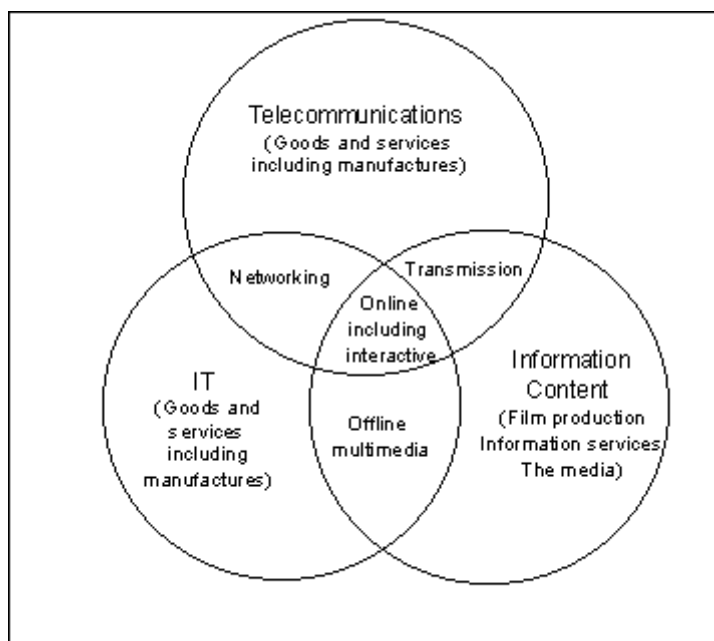 Telecommunications
(Goods and services
including manufactures)
Networking
Transmission
Online
including
interactive
IT
(Goods and
services
including
manufactures)
Offline
multimedia
Information
Content
(Film production
Information services
The media)